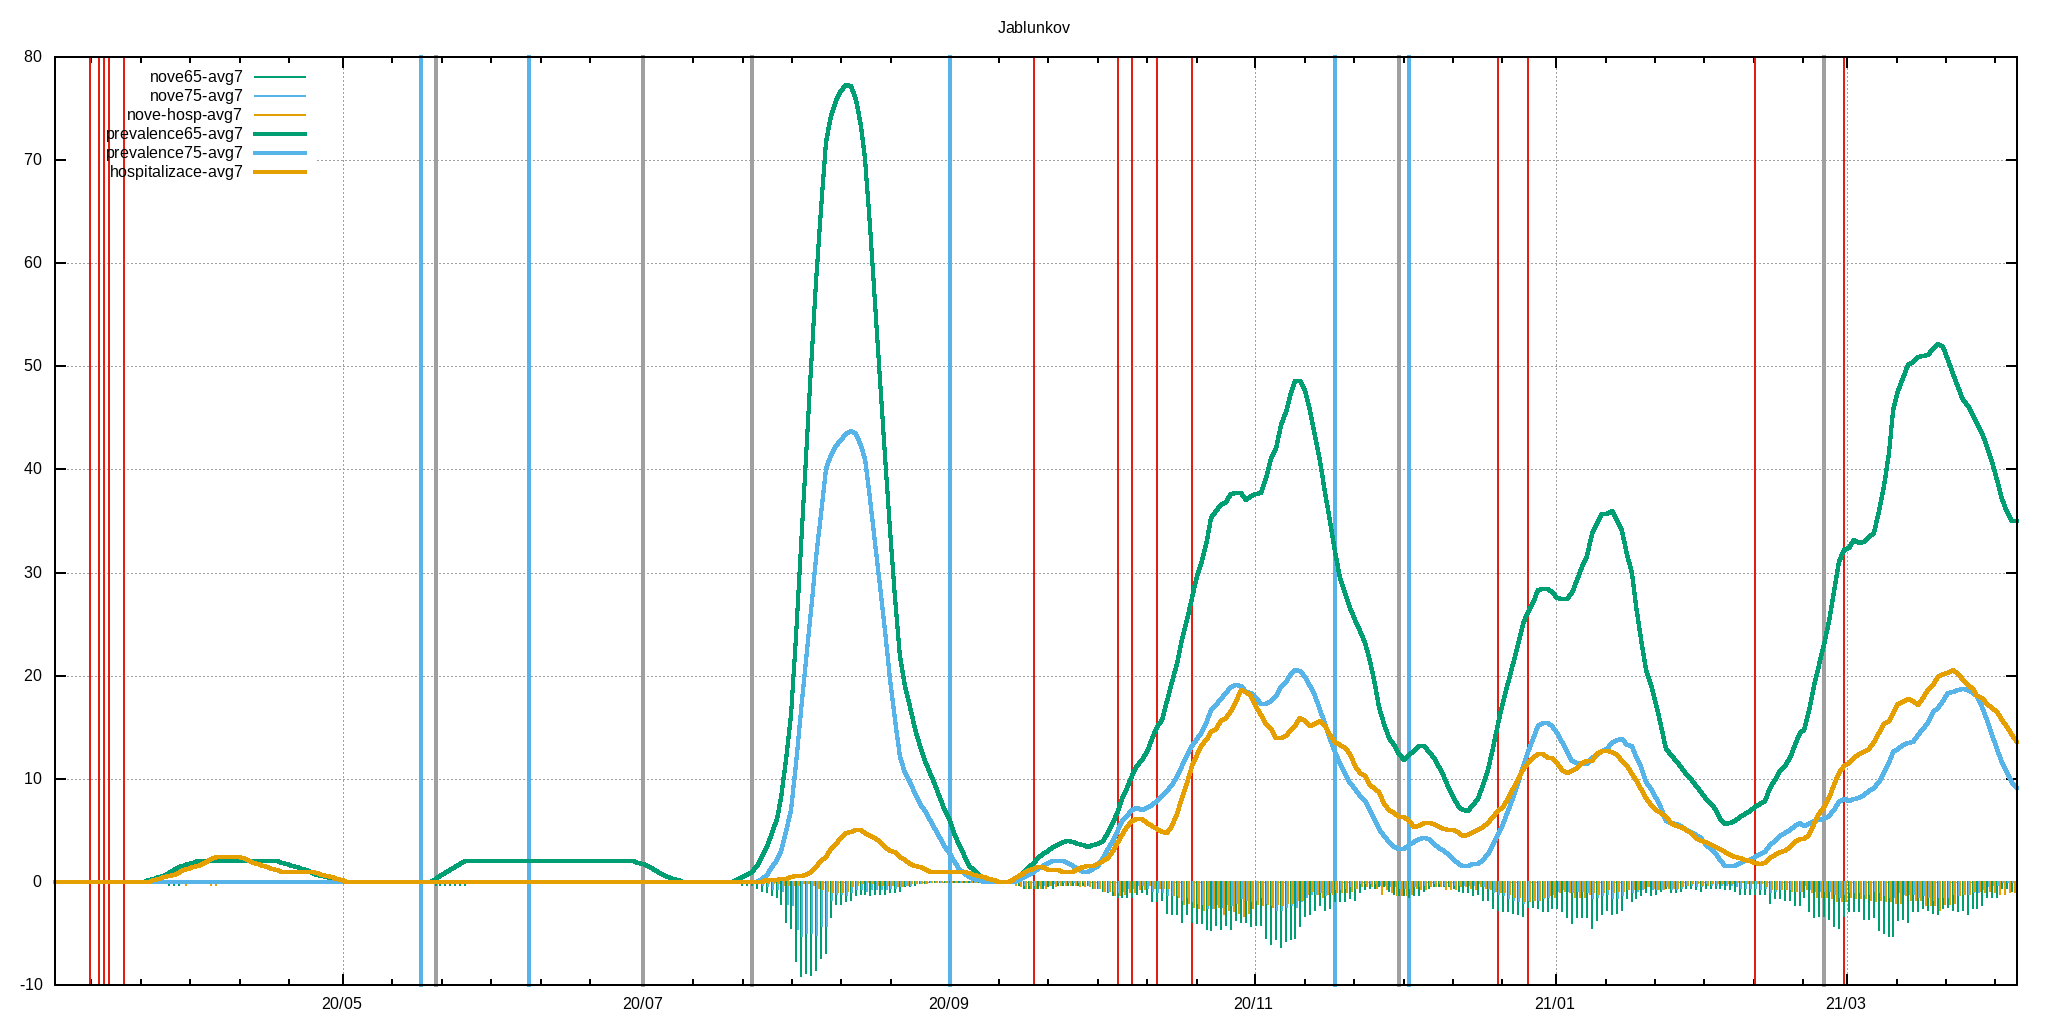 Jablunkov
80
70
60
50
40
30
20
10
0
-10
nove65-avg7
nove75-avg7
nove-hosp-avg7
prevalence65-avg7
prevalence75-avg7
hospitalizace-avg7
20/05
20/07
20/09
20/11
21/01
21/03